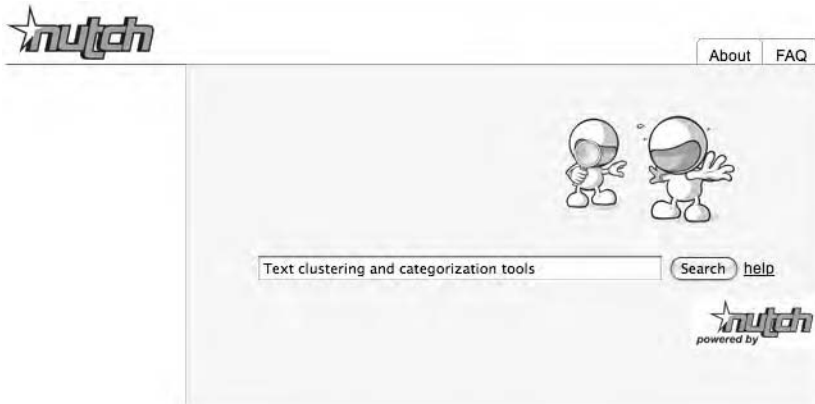 nutch
About FAQ
Text clustering and categorization tools Search help
nutch
powered by